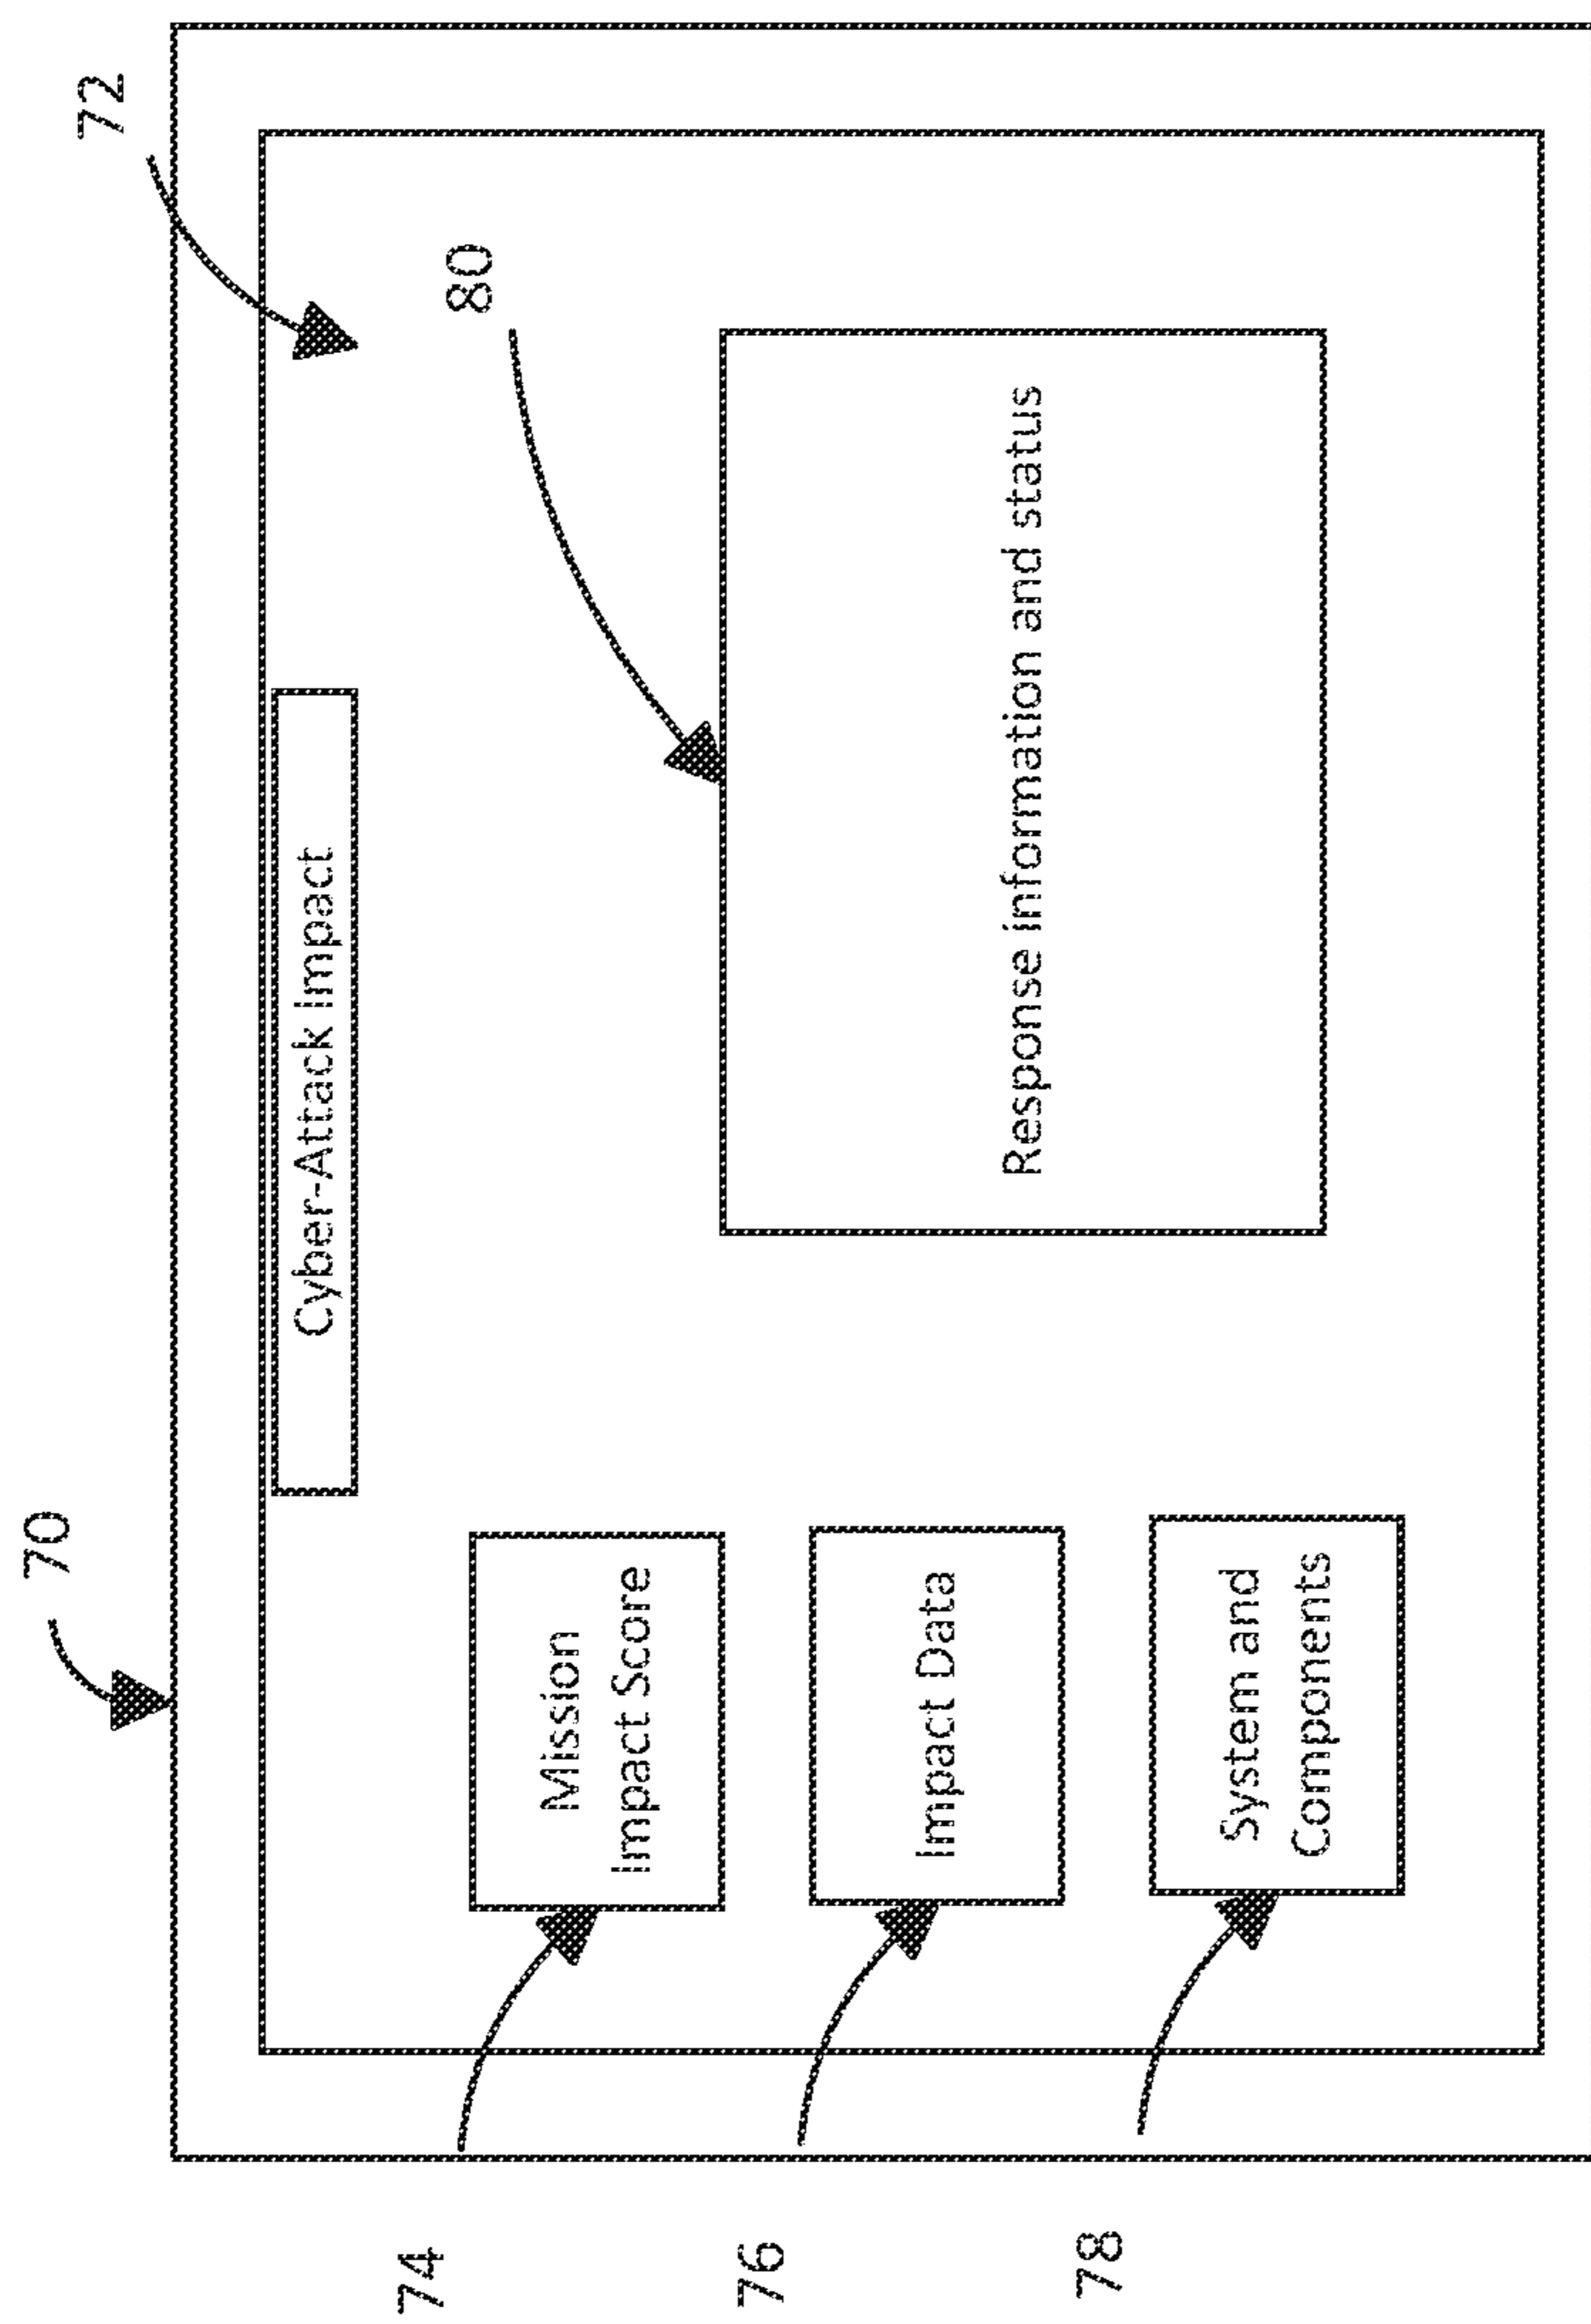 70
72
Cyber-Attack Impact
80
74
Mission
Impact Score
76
Impact Data
Response information and status
78
System and
Components